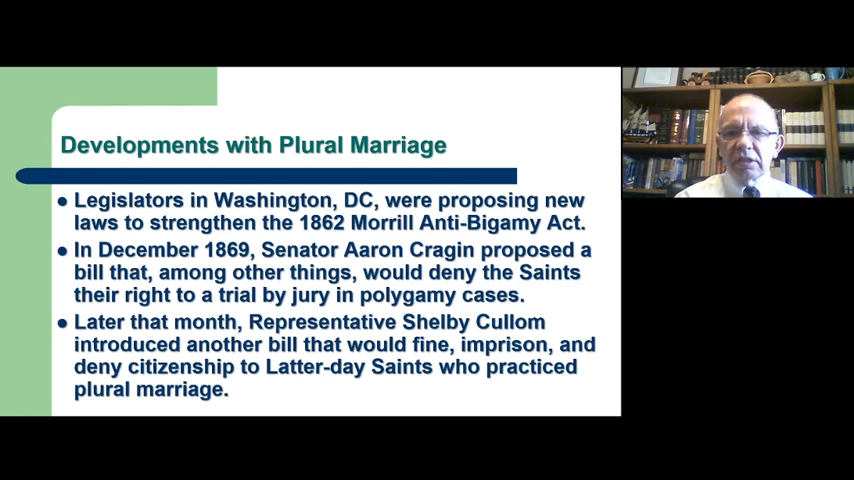 Developments with Plural Marriage
● Legislators in Washington, DC, were proposing new
laws to strengthen the 1862 Morrill Anti-Bigamy Act.
● In December 1869, Senator Aaron Cragin proposed a
bill that, among other things, would deny the Saints
their right to a trial by jury in polygamy cases.
● Later that month, Representative Shelby Cullom
introduced another bill that would fine, imprison, and
deny citizenship to Latter-day Saints who practiced
plural marriage.